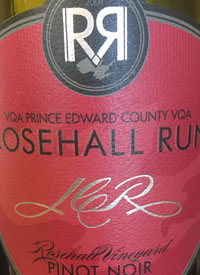 RR
VQA PRINCE EDWARD COUNTY VQA
ROSEHALL RUN
JCR
Rosehall Vineyard
PINOT NOIR